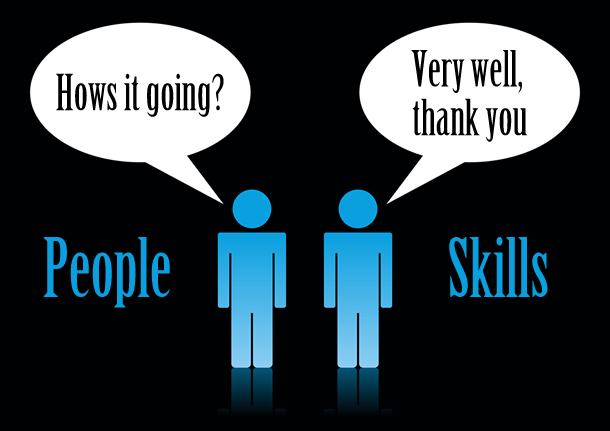 Hows it going?
Very well,
thank you
People
Skills